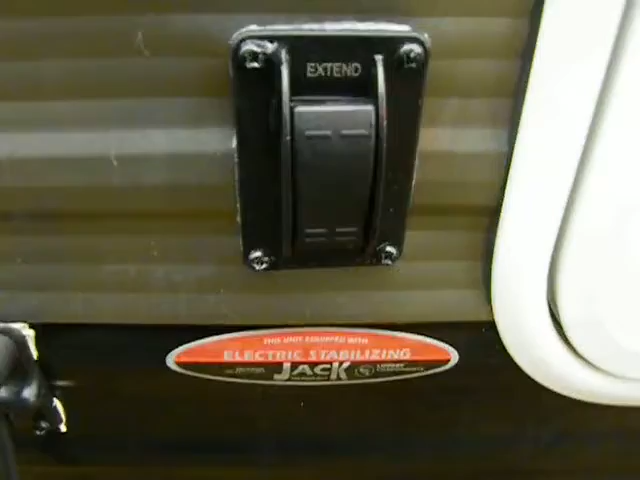 EXTEND
THIS UNIT EQUIPPED WITH
ELECTRIC STABILIZING
JACK